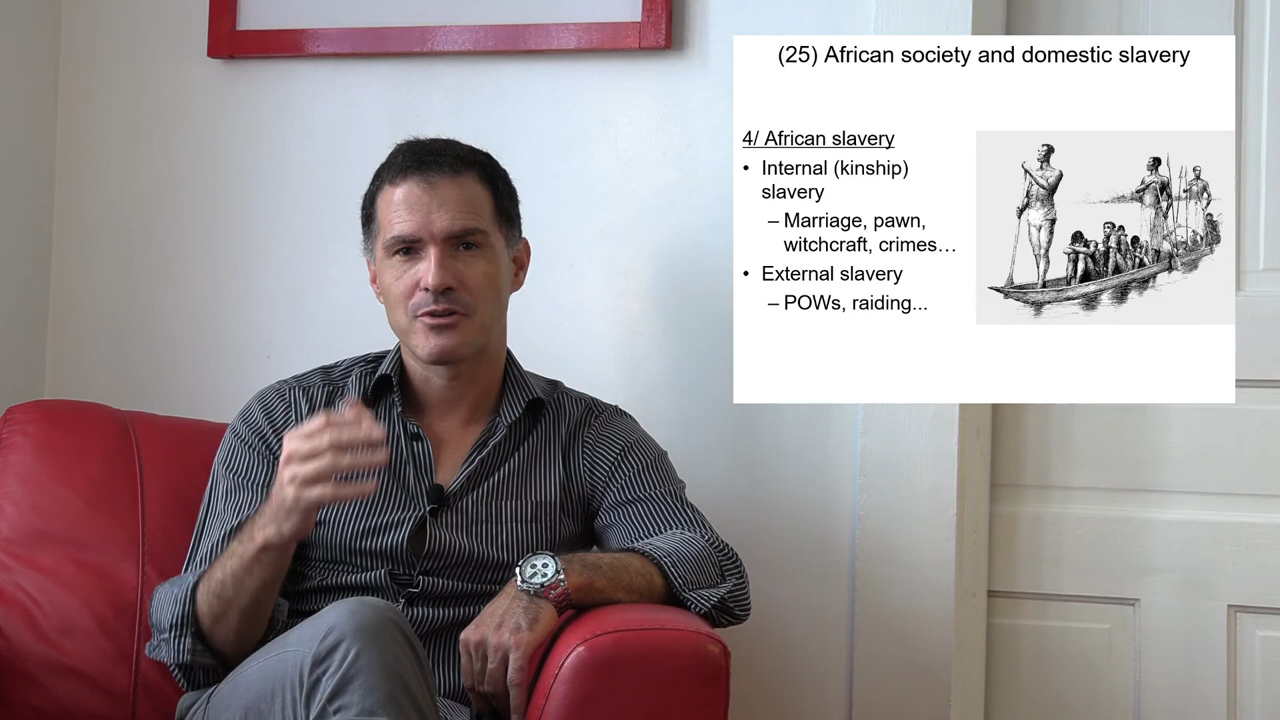 (25) African society and domestic slavery
4/ African slavery
• Internal (kinship)
slavery
– Marriage, pawn,
witchcraft, crimes…
• External slavery
– POWs, raiding...